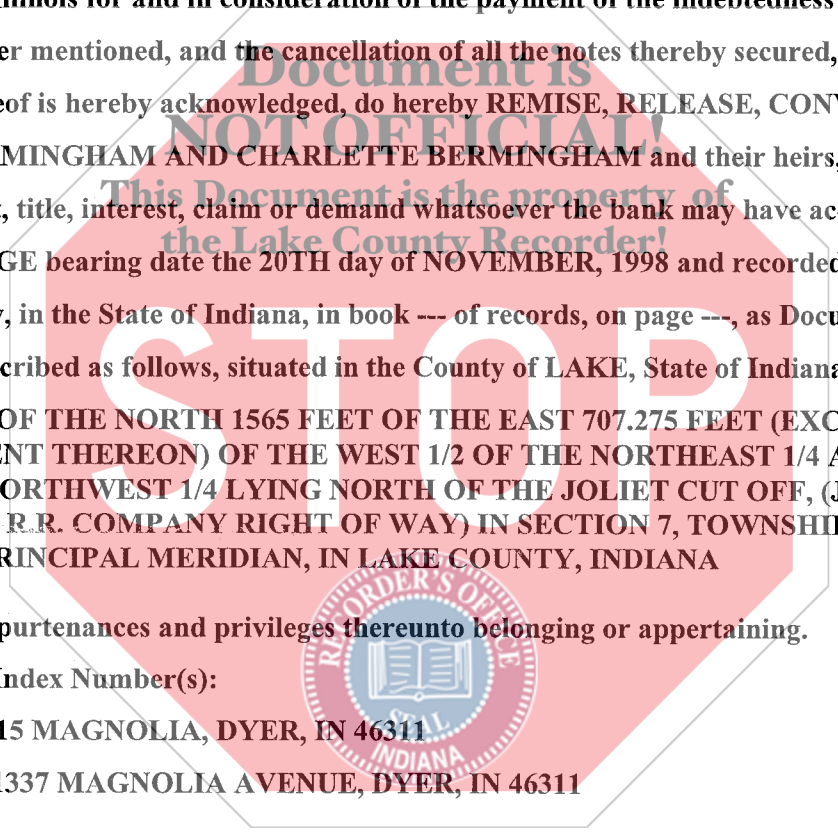 for and in consideration of the payment of the indebtedness
er mentioned, and the cancellation of all the notes thereby secured,
Document is
eof is hereby acknowledged, do hereby REMISE, RELEASE, CONV
NOT OFFICIAL!
MINGHAM AND CHARLETTE BERMINGHAM and their heirs,
This Document is the property of
, title, interest, claim or demand whatsoever the bank may have ac
the Lake County Recorder!
GE bearing date the 20TH day of NOVEMBER, 1998 and recorded
, in the State of Indiana, in book --- of records, on page ---, as Docu
cribed as follows, situated in the County of LAKE, State of Indiana
STOP
OF THE NORTH 1565 FEET OF THE EAST 707.275 FEET (EXC
ENT THEREON) OF THE WEST 1/2 OF THE NORTHEAST 1/4 A
ORTHWEST 1/4 LYING NORTH OF THE JOLIET CUT OFF, (J
R.R. COMPANY RIGHT OF WAY) IN SECTION 7, TOWNSHI
RINCIPAL MERIDIAN, IN LAKE COUNTY, INDIANA
RECORDER'S OFFICE
purtenances and privileges thereunto belonging or appertaining.
Index Number(s):
SEAL
15 MAGNOLIA, DYER, IN 46311
INDIANA
1337 MAGNOLIA AVENUE, DYER, IN 46311